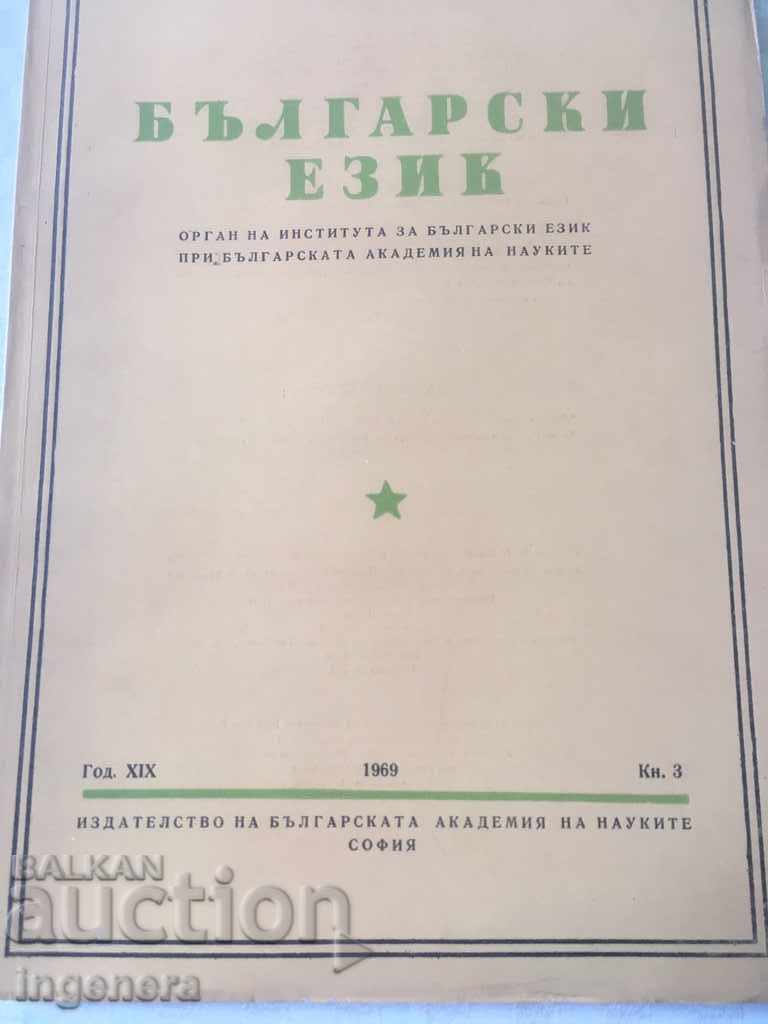 БЪЛГАРСКИ
ЕЗИК
ОРГАН НА ИНСТИТУТА ЗА БЪЛГАРСКИ ЕЗИК
ПРИ БЪЛГАРСКАТА АКАДЕМИЯ НА НАУКИТЕ
Год. XIX 1969 Кн. 3
ИЗДАТЕЛСТВО НА БЪЛГАРСКАТА АКАДЕМИЯ НА НАУКИТЕ
СОФИЯ
BALKAN
auction
ingenera